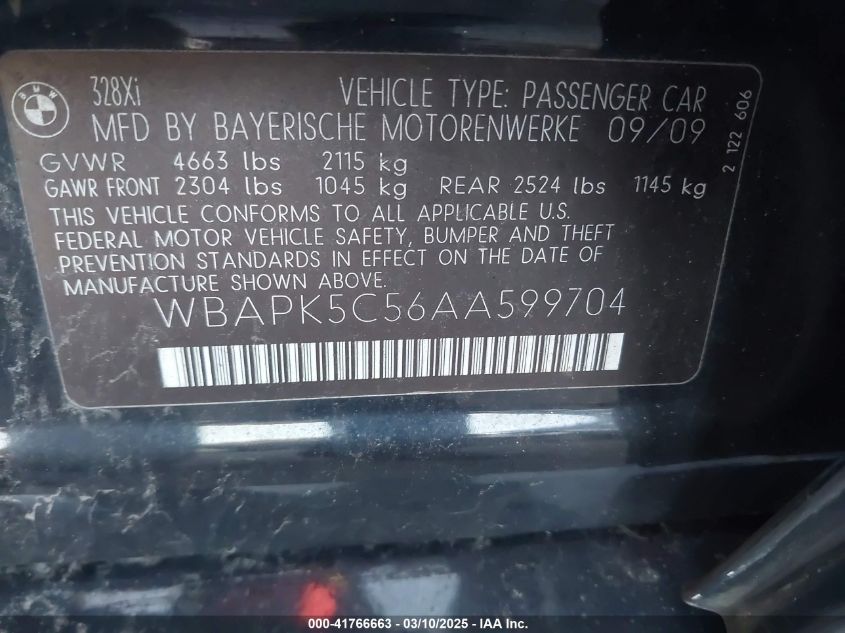 BMW
328Xi VEHICLE TYPE: PASSENGER CAR
MFD BY BAYERISCHE MOTORENWERKE 09/09
GVWR 4663 lbs 2115 kg
GAWR FRONT 2304 lbs 1045 kg REAR 2524 lbs 1145 kg
THIS VEHICLE CONFORMS TO ALL APPLICABLE U.S.
FEDERAL MOTOR VEHICLE SAFETY, BUMPER AND THEFT
PREVENTION STANDARDS IN EFFECT ON THE DATE OF
MANUFACTURE SHOWN ABOVE.
WBAPK5C56AA599704
2 122 606
000-41766663 - 03/10/2025 - IAA Inc.